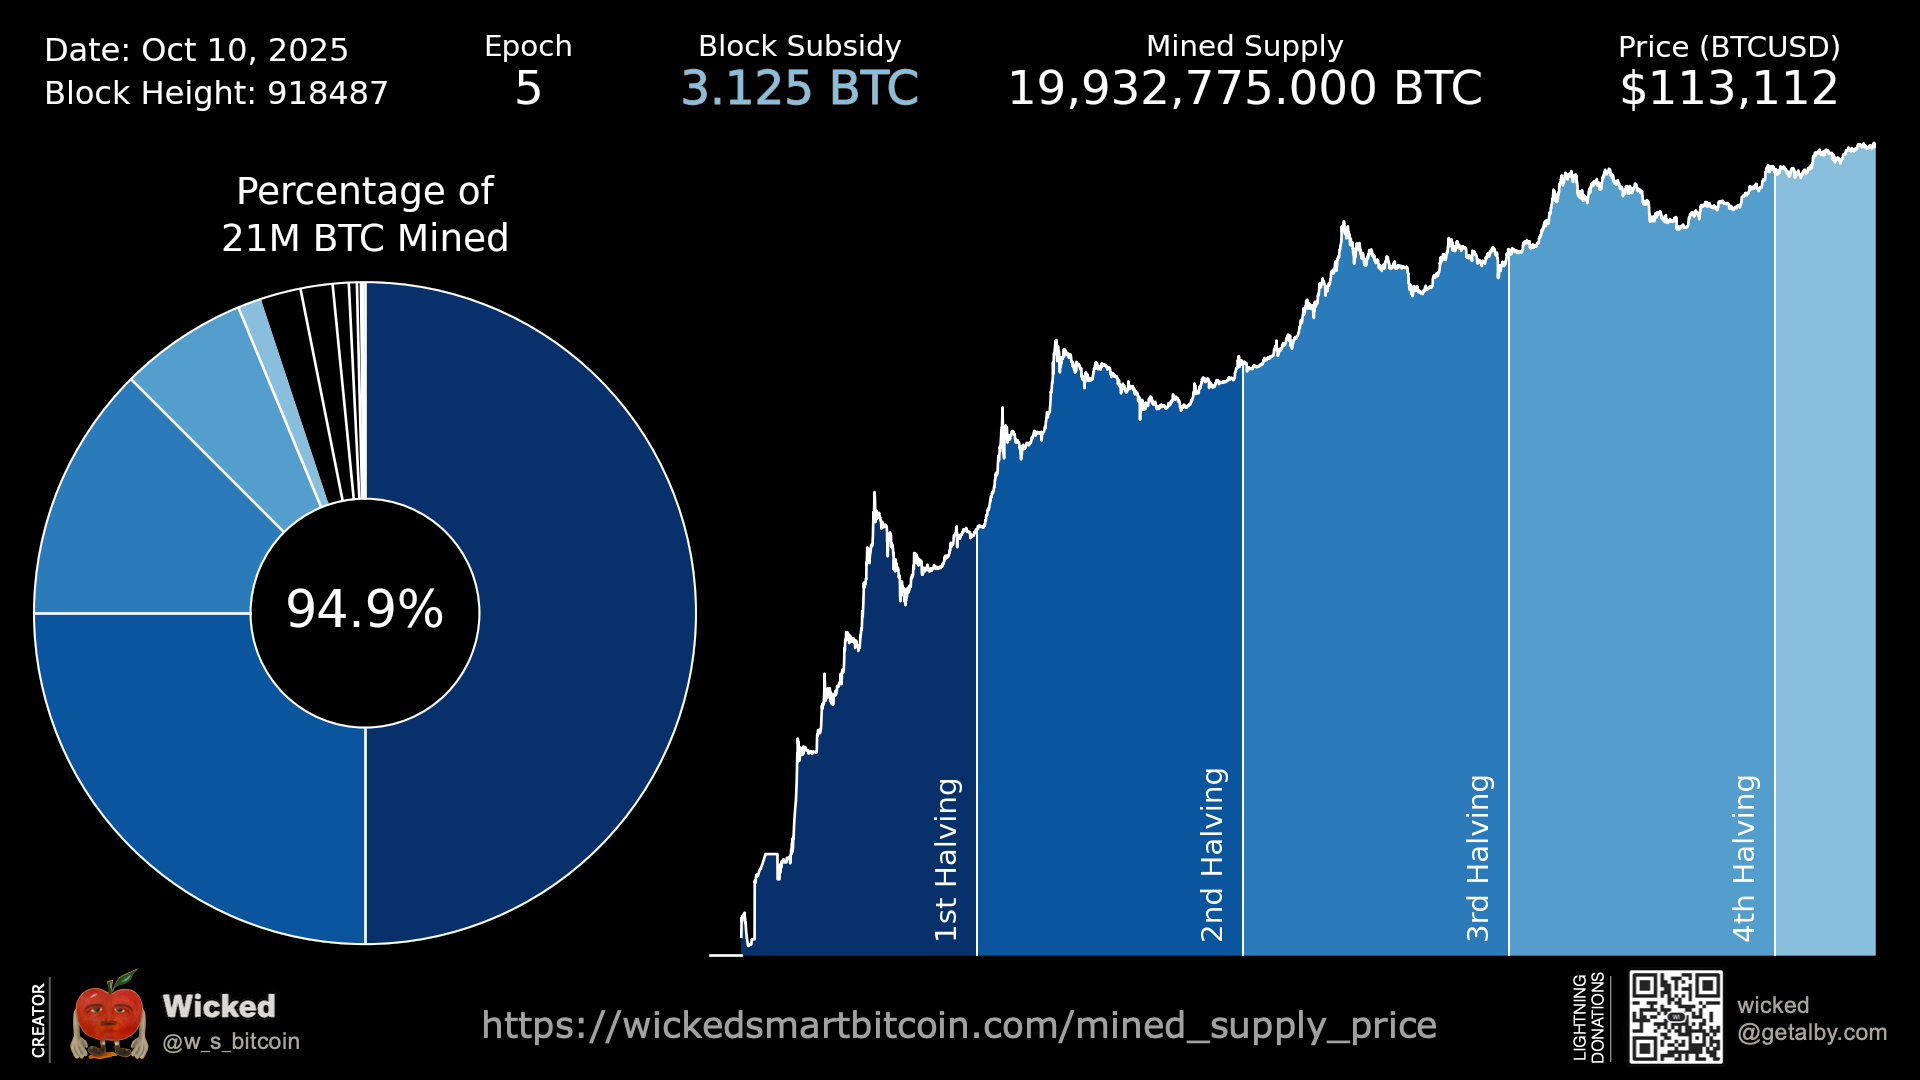 Date: Oct 10, 2025
Block Height: 918487
Epoch
5
Block Subsidy
3.125 BTC
Mined Supply
19,932,775.000 BTC
Price (BTCUSD)
$113,112
Percentage of
21M BTC Mined
94.9%
1st Halving
2nd Halving
3rd Halving
4th Halving
CREATOR
Wicked
@w_s_bitcoin
https://wickedsmartbitcoin.com/mined_supply_price
LIGHTNING
DONATIONS
wicked
@getalby.com